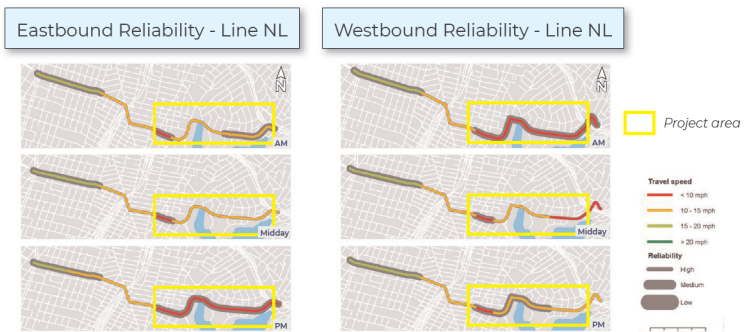 Eastbound Reliability - Line NL
Westbound Reliability - Line NL
N
AM
N
AM
Project area
Midday
Midday
PM
PM
Travel speed
< 10 mph
10 - 15 mph
15 - 20 mph
> 20 mph
Reliability
High
Medium
Low